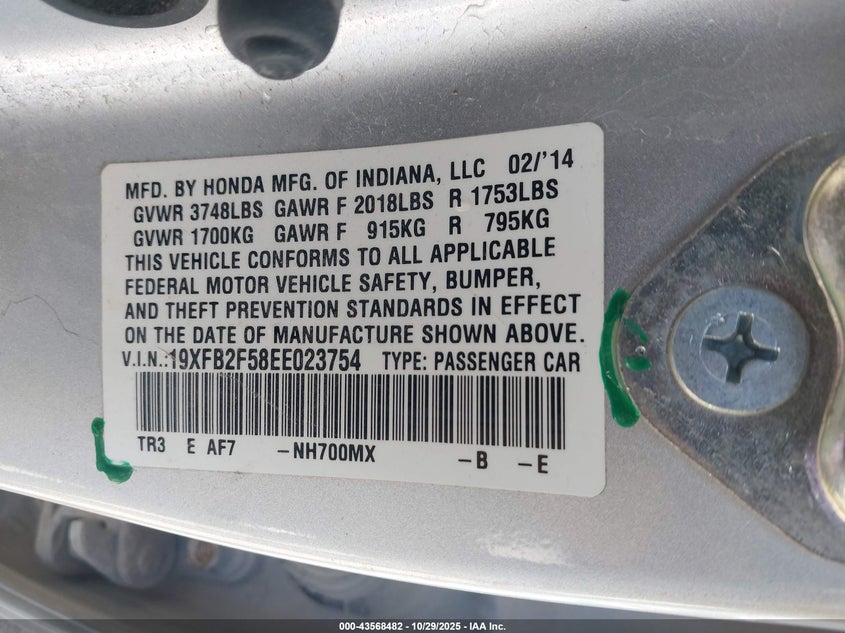 MFD. BY HONDA MFG. OF INDIANA, LLC 02/'14
GVWR 3748LBS GAWR F 2018LBS R 1753LBS
GVWR 1700KG GAWR F 915KG R 795KG
THIS VEHICLE CONFORMS TO ALL APPLICABLE
FEDERAL MOTOR VEHICLE SAFETY, BUMPER,
AND THEFT PREVENTION STANDARDS IN EFFECT
ON THE DATE OF MANUFACTURE SHOWN ABOVE.
V.I.N.:19XFB2F58EE023754 TYPE: PASSENGER CAR
TR3 E AF7 -NH700MX -B -E
000-43568482 - 10/29/2025 - IAA Inc.